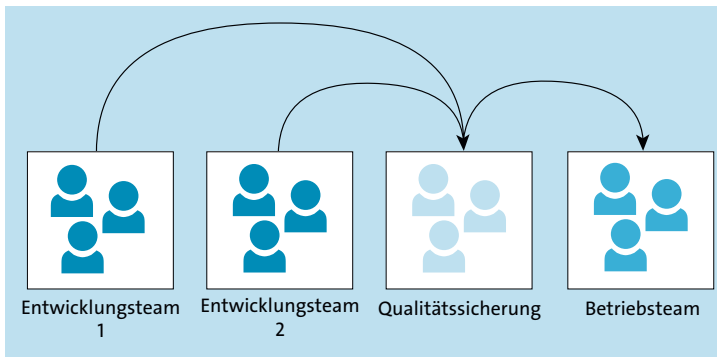 Entwicklungsteam
1
Entwicklungsteam
2
Qualitätssicherung
Betriebsteam